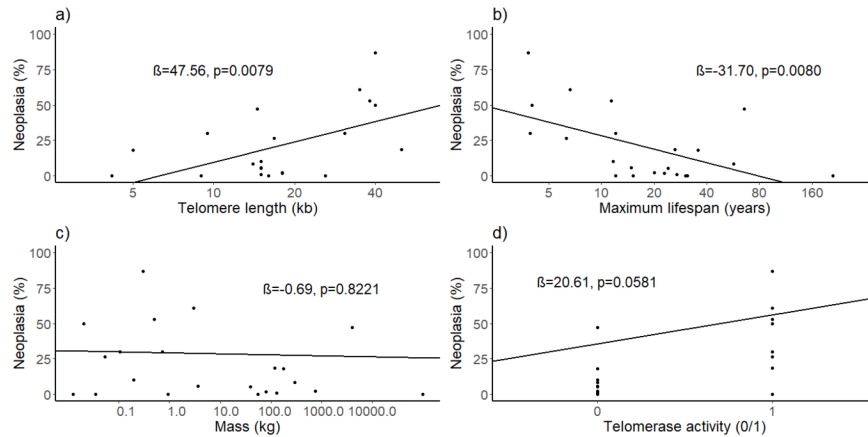 a)
Neoplasia (%)
100
75
50
25
0
ß=47.56, p=0.0079
5 10 20 40
Telomere length (kb)
b)
Neoplasia (%)
100
75
50
25
0
ß=-31.70, p=0.0080
5 10 20 40 80 160
Maximum lifespan (years)
c)
Neoplasia (%)
100
75
50
25
0
ß=-0.69, p=0.8221
0.1 1.0 10.0 100.0 1000.0 10000.0
Mass (kg)
d)
Neoplasia (%)
100
75
50
25
0
ß=20.61, p=0.0581
0 1
Telomerase activity (0/1)